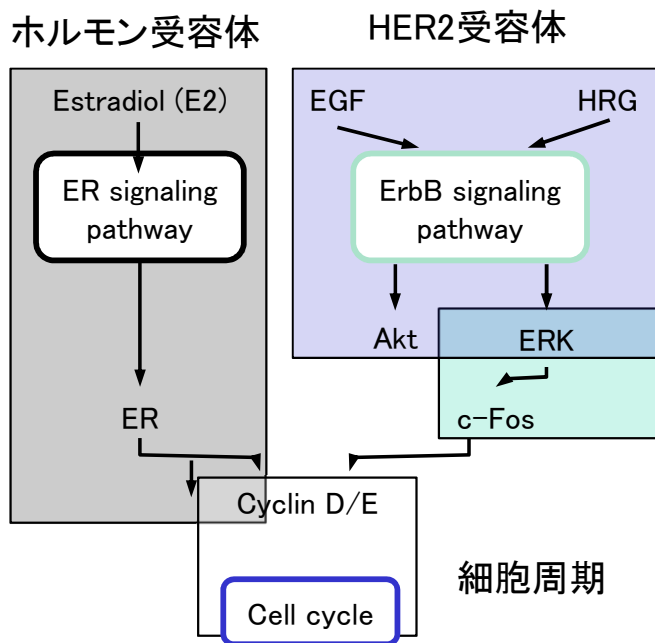 ホルモン受容体
HER2受容体
Estradiol (E2)
EGF
HRG
ER signaling
pathway
ErbB signaling
pathway
Akt
ERK
ER
c-Fos
Cyclin D/E
細胞周期
Cell cycle